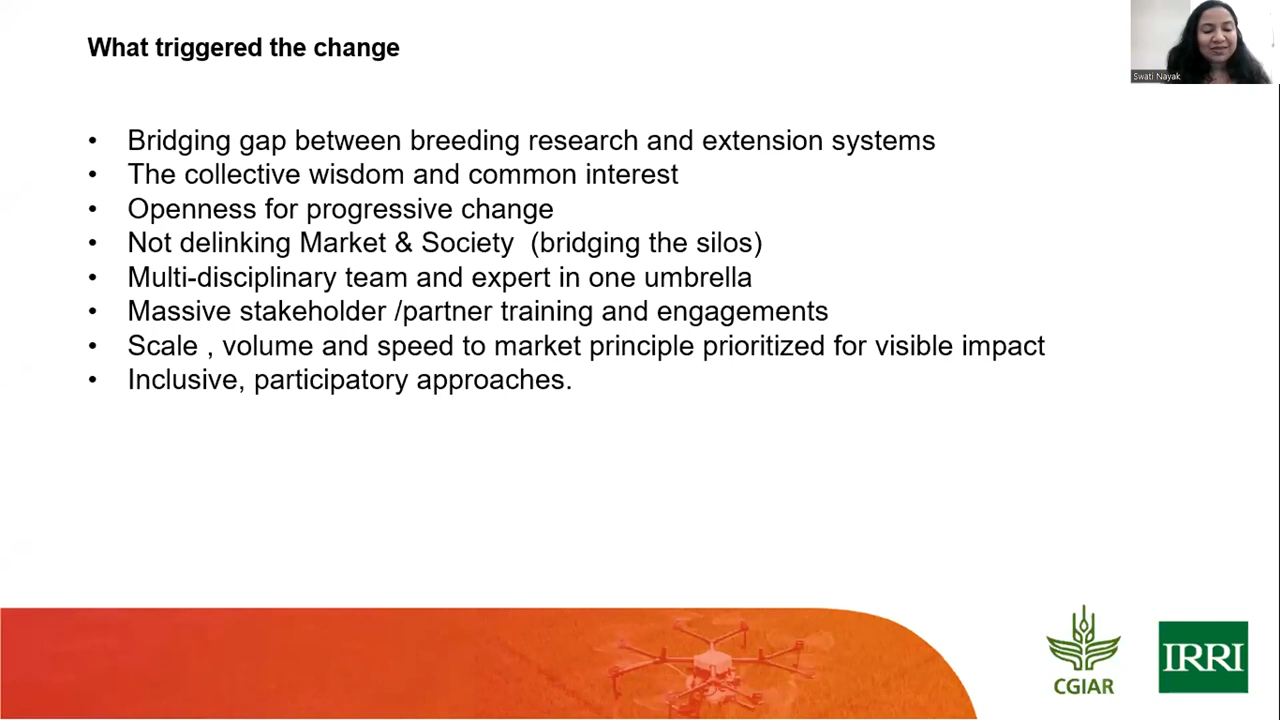 What triggered the change
Swati Nayak
• Bridging gap between breeding research and extension systems
• The collective wisdom and common interest
• Openness for progressive change
• Not delinking Market & Society  (bridging the silos)
• Multi-disciplinary team and expert in one umbrella
• Massive stakeholder /partner training and engagements
• Scale , volume and speed to market principle prioritized for visible impact
• Inclusive, participatory approaches.
CGIAR
IRRI